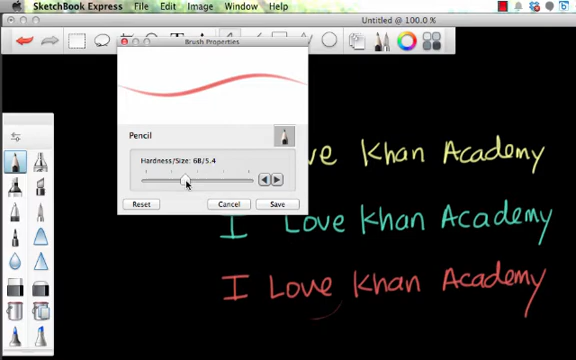 SketchBook Express File Edit Image Window Help
Untitled @ 100.0 %
Brush Properties
Pencil
Hardness/Size: 6B/5.4
Reset Cancel Save
ve Khan Academy
I Love Khan Academy
I Love Khan Academy